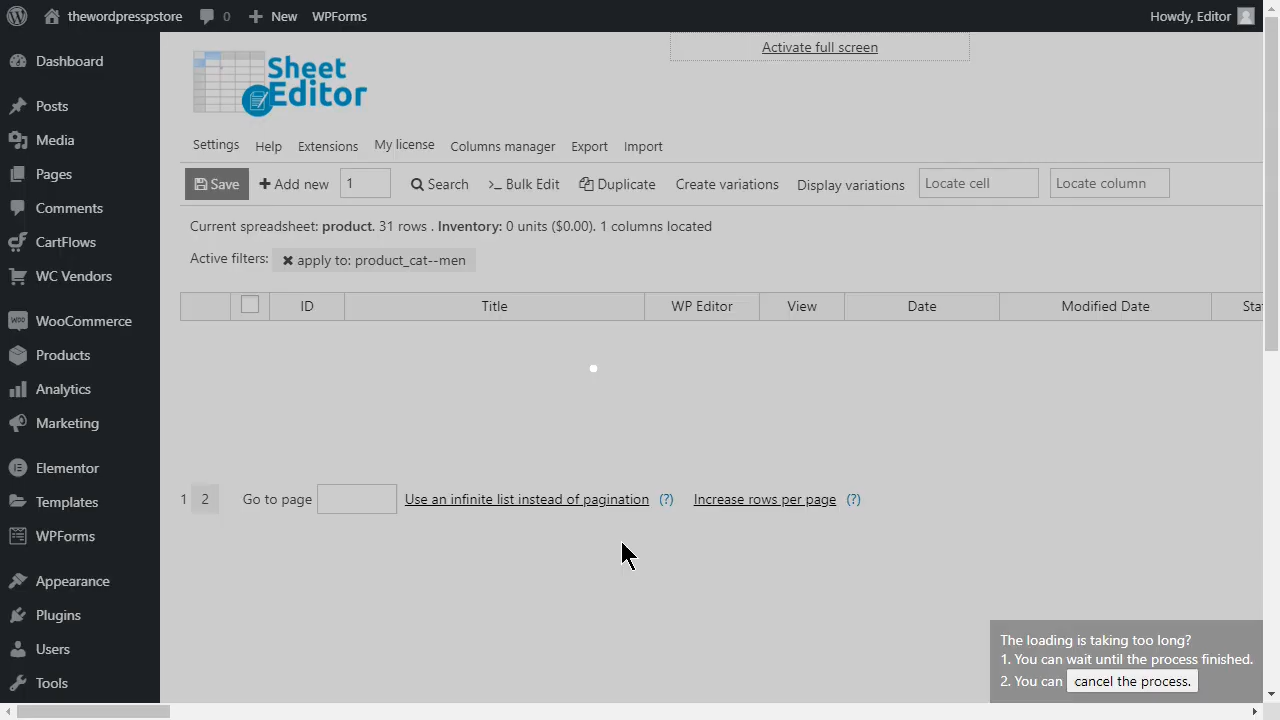 thewordpresspstore 0 New WPForms Howdy, Editor
Dashboard
Posts
Media
Pages
Comments
CartFlows
WC Vendors
WooCommerce
Products
Analytics
Marketing
Elementor
Templates
WPForms
Appearance
Plugins
Users
Tools
Activate full screen
Sheet
Editor
Settings Help Extensions My license Columns manager Export Import
Save Add new 1 Search Bulk Edit Duplicate Create variations Display variations Locate cell Locate column
Current spreadsheet: product. 31 rows . Inventory: 0 units ($0.00). 1 columns located
Active filters: apply to: product_cat--men
ID Title WP Editor View Date Modified Date Sta
1 2 Go to page Use an infinite list instead of pagination (?) Increase rows per page (?)
The loading is taking too long?
1. You can wait until the process finished.
2. You can cancel the process.